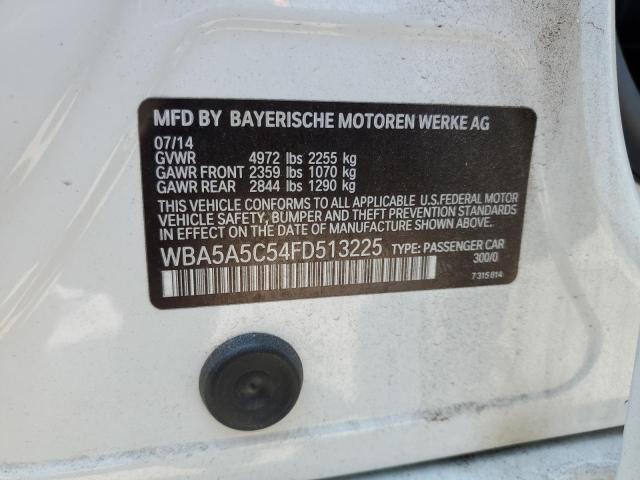 MFD BY BAYERISCHE MOTOREN WERKE AG
07/14
GVWR 4972 lbs 2255 kg
GAWR FRONT 2359 lbs 1070 kg
GAWR REAR 2844 lbs 1290 kg
THIS VEHICLE CONFORMS TO ALL APPLICABLE U.S.FEDERAL MOTOR
VEHICLE SAFETY, BUMPER AND THEFT PREVENTION STANDARDS
IN EFFECT ON THE DATE OF MANUFACTURE SHOWN ABOVE.
WBA5A5C54FD513225 TYPE: PASSENGER CAR
300/0
7315814